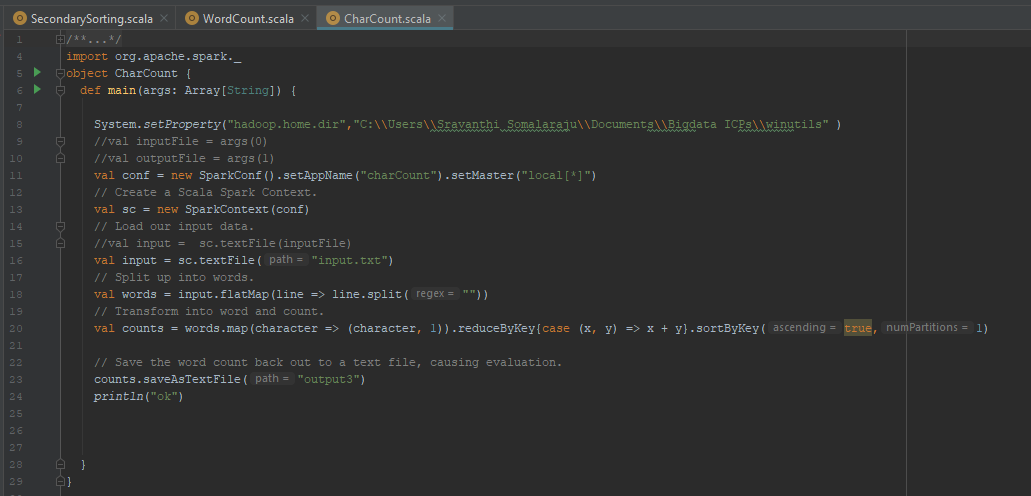 SecondarySorting.scala WordCount.scala CharCount.scala
1 /**...*/
4 import org.apache.spark._
5 object CharCount {
6 def main(args: Array[String]) {
7
8 System.setProperty("hadoop.home.dir","C:\\Users\\Sravanthi Somalaraju\\Documents\\Bigdata ICPs\\winutils" )
9 //val inputFile = args(0)
10 //val outputFile = args(1)
11 val conf = new SparkConf().setAppName("charCount").setMaster("local[*]")
12 // Create a Scala Spark Context.
13 val sc = new SparkContext(conf)
14 // Load our input data.
15 //val input =  sc.textFile(inputFile)
16 val input = sc.textFile( path = "input.txt")
17 // Split up into words.
18 val words = input.flatMap(line => line.split( regex = ""))
19 // Transform into word and count.
20 val counts = words.map(character => (character, 1)).reduceByKey{case (x, y) => x + y}.sortByKey( ascending = true, numPartitions = 1)
21
22 // Save the word count back out to a text file, causing evaluation.
23 counts.saveAsTextFile( path = "output3")
24 println("ok")
25
26
27
28 }
29 }